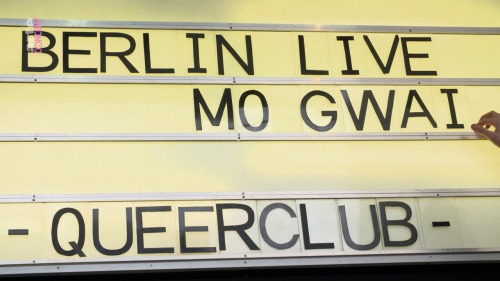 BERLIN LIVE
MO GWAI
- QUEERCLUB -